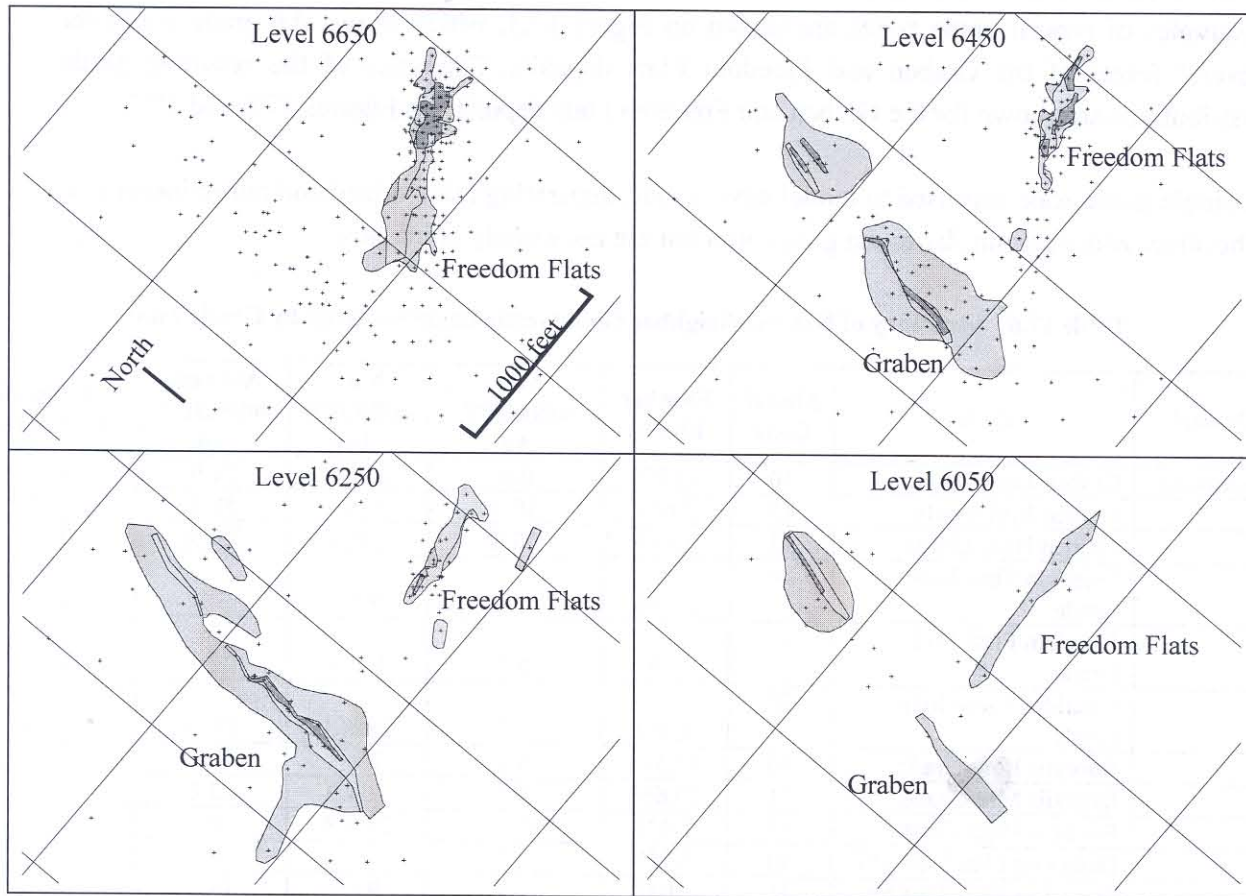 Level 6650
Freedom Flats
North
1000 feet
Level 6450
Freedom Flats
Graben
Level 6250
Freedom Flats
Graben
Level 6050
Freedom Flats
Graben